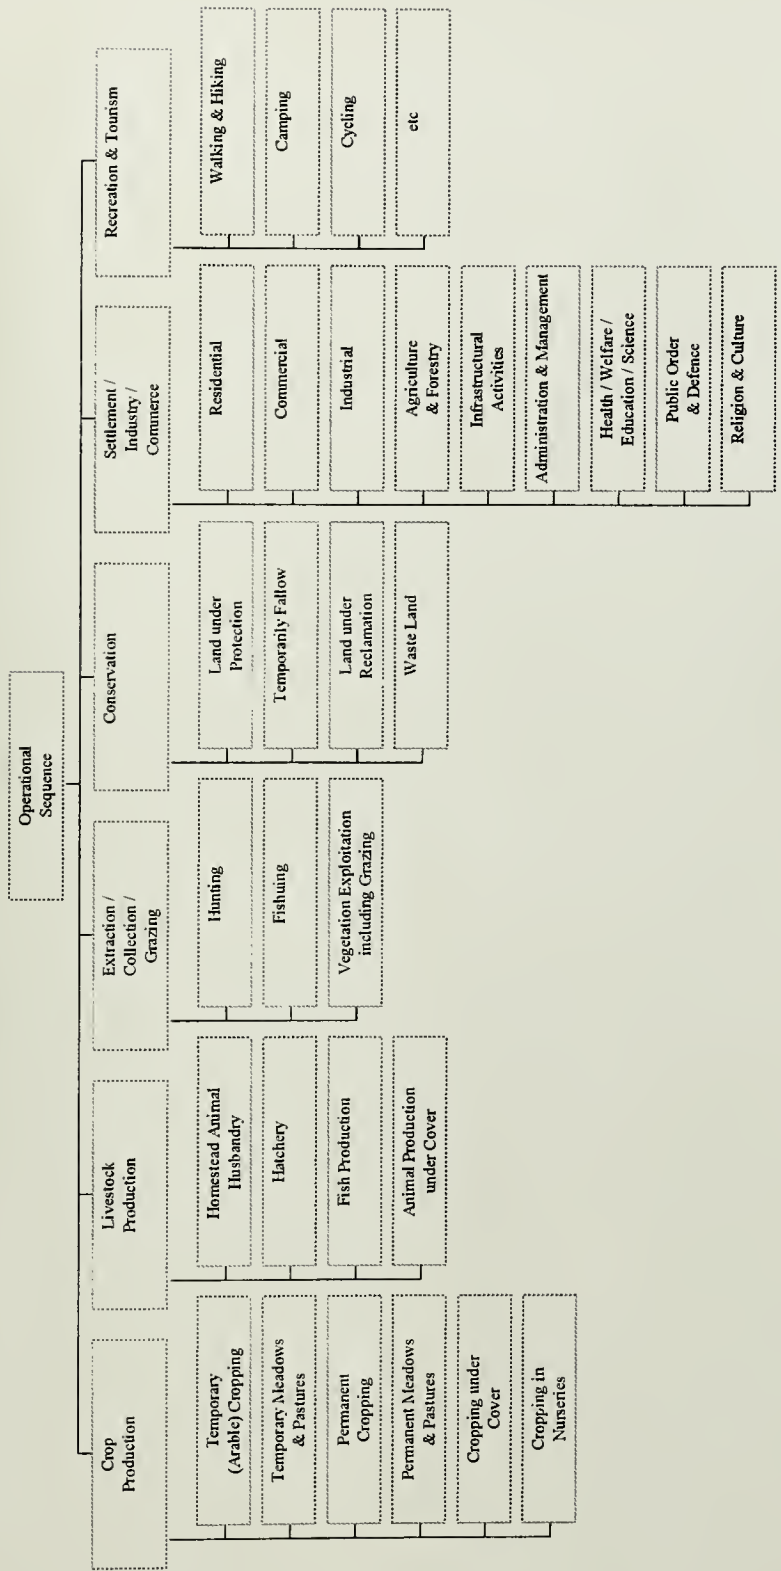 Operational
Sequence
Crop
Production
Livestock
Production
Extraction /
Collection /
Grazing
Conservation
Settlement /
Industry /
Commerce
Recreation & Tourism
Temporary
(Arable) Cropping
Temporary Meadows
& Pastures
Permanent
Cropping
Permanent Meadows
& Pastures
Cropping under
Cover
Cropping in
Nurseries
Homestead Animal
Husbandry
Hatchery
Fish Production
Animal Production
under Cover
Hunting
Fishuing
Vegetation Exploitation
including Grazing
Land under
Protection
Temporarily Fallow
Land under
Reclamation
Waste Land
Residential
Commercial
Industrial
Agriculture
& Forestry
Infrastructural
Activities
Administration & Management
Health / Welfare /
Education / Science
Public Order
& Defence
Religion & Culture
Walking & Hiking
Camping
Cycling
etc